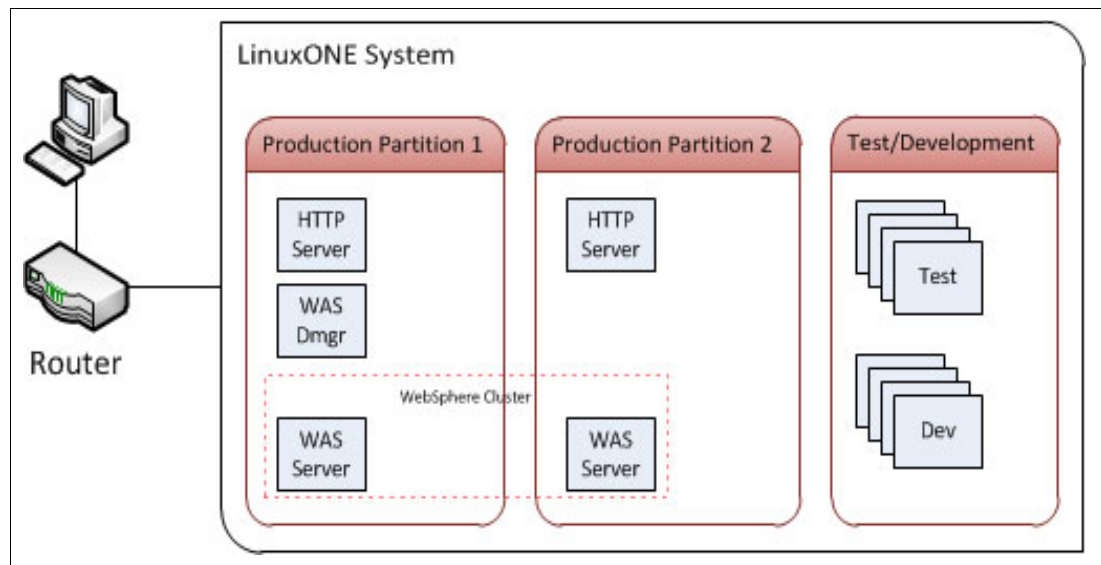 LinuxONE System
Router
Production Partition 1
HTTP
Server
WAS
Dmgr
WebSphere Cluster
WAS
Server
Production Partition 2
HTTP
Server
WAS
Server
Test/Development
Test
Dev